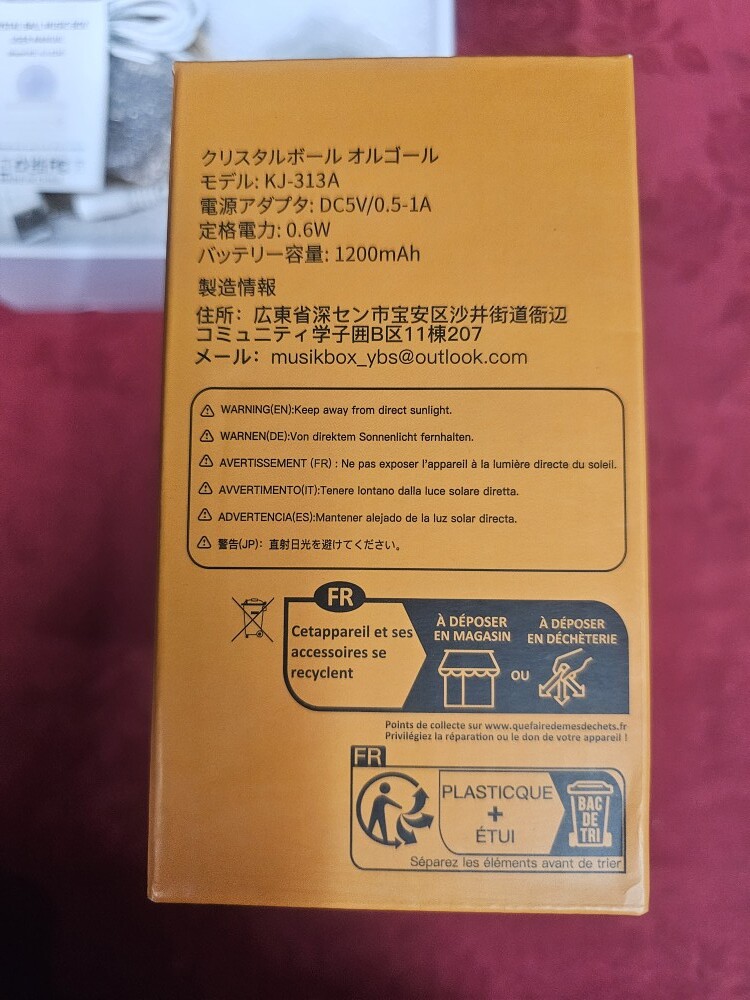 クリスタルボール オルゴール
モデル: KJ-313A
電源アダプタ: DC5V/0.5-1A
定格電力: 0.6W
バッテリー容量: 1200mAh
製造情報
住所: 広東省深セン市宝安区沙井街道衙辺
コミュニティ学子囲B区11棟207
メール: musikbox_ybs@outlook.com
WARNING(EN):Keep away from direct sunlight.
WARNEN(DE):Von direktem Sonnenlicht fernhalten.
AVERTISSEMENT (FR) : Ne pas exposer l'appareil à la lumière directe du soleil.
AVVERTIMENTO(IT):Tenere lontano dalla luce solare diretta.
ADVERTENCIA(ES):Mantener alejado de la luz solar directa.
警告(JP): 直射日光を避けてください。
FR
Cetappareil et ses
accessoires se
recyclent
À DÉPOSER
EN MAGASIN
OU
À DÉPOSER
EN DÉCHÈTERIE
Points de collecte sur www.quefairedemesdechets.fr
Privilégiez la réparation ou le don de votre appareil !
FR
PLASTICQUE
+
ÉTUI
BAC
DE
TRI
Séparez les éléments avant de trier